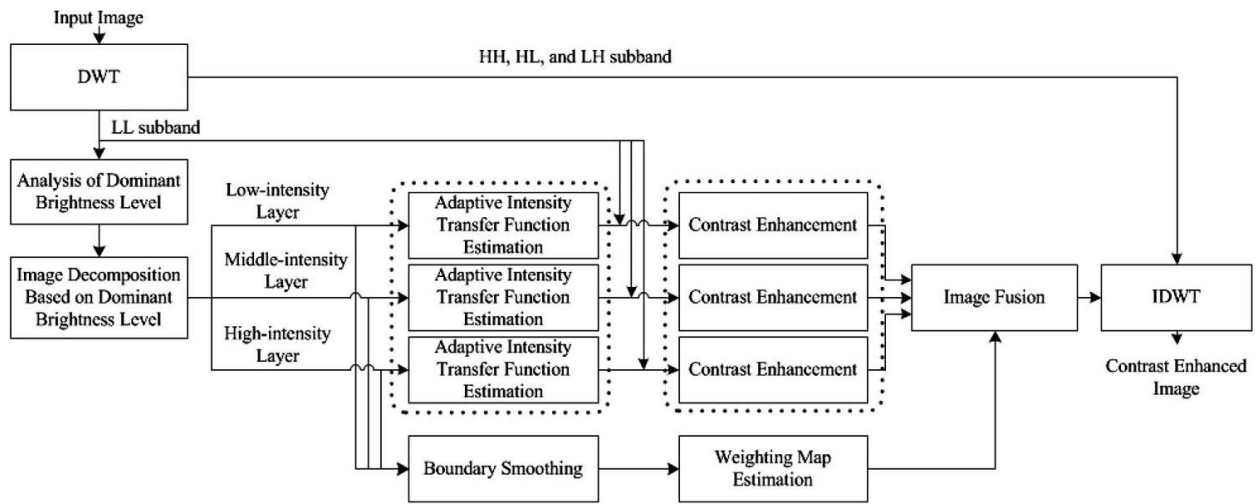 Input Image
DWT
HH, HL, and LH subband
LL subband
Analysis of Dominant
Brightness Level
Image Decomposition
Based on Dominant
Brightness Level
Low-intensity
Layer
Middle-intensity
Layer
High-intensity
Layer
Adaptive Intensity
Transfer Function
Estimation
Adaptive Intensity
Transfer Function
Estimation
Adaptive Intensity
Transfer Function
Estimation
Contrast Enhancement
Contrast Enhancement
Contrast Enhancement
Boundary Smoothing
Weighting Map
Estimation
Image Fusion
IDWT
Contrast Enhanced
Image